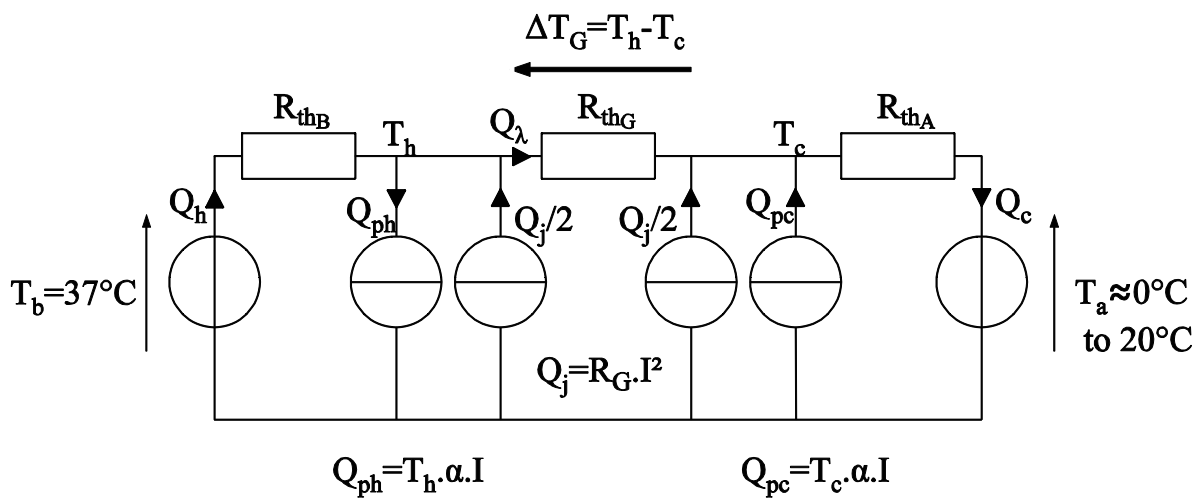 ΔT_G=T_h-T_c
R_thB
T_h
Q_λ
R_thG
T_c
R_thA
Q_h
Q_ph
Q_j/2
Q_j/2
Q_pc
Q_c
T_b=37°C
T_a≈0°C
to 20°C
Q_j=R_G.I²
Q_ph=T_h.α.I
Q_pc=T_c.α.I